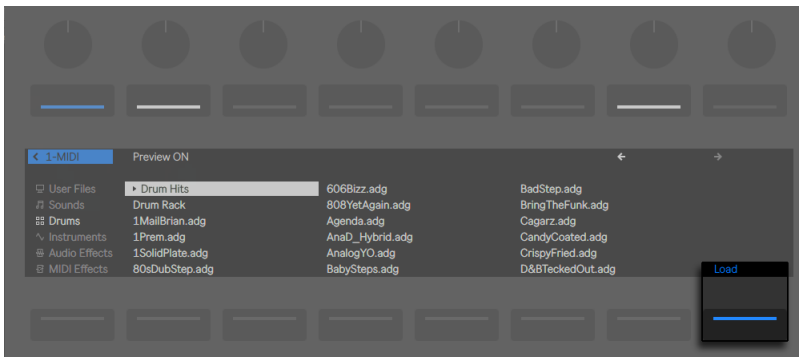 1-MIDI Preview ON
User Files Drum Hits 606Bizz.adg BadStep.adg
Sounds Drum Rack 808YetAgain.adg BringTheFunk.adg
Drums 1MailBrian.adg Agenda.adg Cagarz.adg
Instruments 1Prem.adg AnaD_Hybrid.adg CandyCoated.adg
Audio Effects 1SolidPlate.adg AnalogYO.adg CrispyFried.adg
MIDI Effects 80sDubStep.adg BabySteps.adg D&BTeckedOut.adg
Load